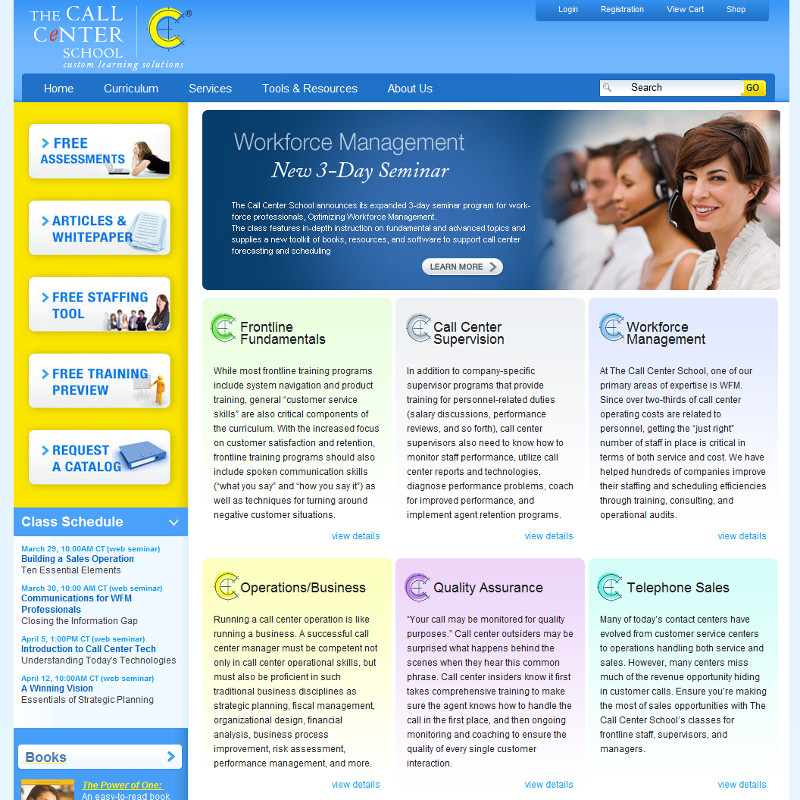 THE CALL
CeNTER
SCHOOL
custom learning solutions
C®
Login Registration View Cart Shop
Home Curriculum Services Tools & Resources About Us
Search GO
FREE
ASSESSMENTS
ARTICLES &
WHITEPAPER
FREE STAFFING
TOOL
FREE TRAINING
PREVIEW
REQUEST
A CATALOG
Class Schedule
March 29, 10:00AM CT (web seminar)
Building a Sales Operation
Ten Essential Elements
March 30, 10:00 AM CT (web seminar)
Communications for WFM
Professionals
Closing the Information Gap
April 5, 1:00PM CT (web seminar)
Introduction to Call Center Tech
Understanding Today's Technologies
April 12, 10:00AM CT (web seminar)
A Winning Vision
Essentials of Strategic Planning
Books
The Power of One:
An easy-to-read book
Workforce Management
New 3-Day Seminar
The Call Center School announces its expanded 3-day seminar program for work-
force professionals, Optimizing Workforce Management.
The class features in-depth instruction on fundamental and advanced topics and
supplies a new toolkit of books, resources, and software to support call center
forecasting and scheduling
LEARN MORE
Frontline
Fundamentals
While most frontline training programs
include system navigation and product
training, general “customer service
skills” are also critical components of
the curriculum. With the increased focus
on customer satisfaction and retention,
frontline training programs should also
include spoken communication skills
(“what you say” and “how you say it”) as
well as techniques for turning around
negative customer situations.
view details
Call Center
Supervision
In addition to company-specific
supervisor programs that provide
training for personnel-related duties
(salary discussions, performance
reviews, and so forth), call center
supervisors also need to know how to
monitor staff performance, utilize call
center reports and technologies,
diagnose performance problems, coach
for improved performance, and
implement agent retention programs.
view details
Workforce
Management
At The Call Center School, one of our
primary areas of expertise is WFM.
Since over two-thirds of call center
operating costs are related to
personnel, getting the “just right”
number of staff in place is critical in
terms of both service and cost. We have
helped hundreds of companies improve
their staffing and scheduling efficiencies
through training, consulting, and
operational audits.
view details
Operations/Business
Running a call center operation is like
running a business. A successful call
center manager must be competent not
only in call center operational skills, but
must also be proficient in such
traditional business disciplines as
strategic planning, fiscal management,
organizational design, financial
analysis, business process
improvement, risk assessment,
performance management, and more.
view details
Quality Assurance
“Your call may be monitored for quality
purposes.” Call center outsiders may be
surprised what happens behind the
scenes when they hear this common
phrase. Call center insiders know it first
takes comprehensive training to make
sure the agent knows how to handle the
call in the first place, and then ongoing
monitoring and coaching to ensure the
quality of every single customer
interaction.
view details
Telephone Sales
Many of today’s contact centers have
evolved from customer service centers
to operations handling both service and
sales. However, many centers miss
much of the revenue opportunity hiding
in customer calls. Ensure you’re making
the most of sales opportunities with The
Call Center School’s classes for
frontline staff, supervisors, and
managers.
view details